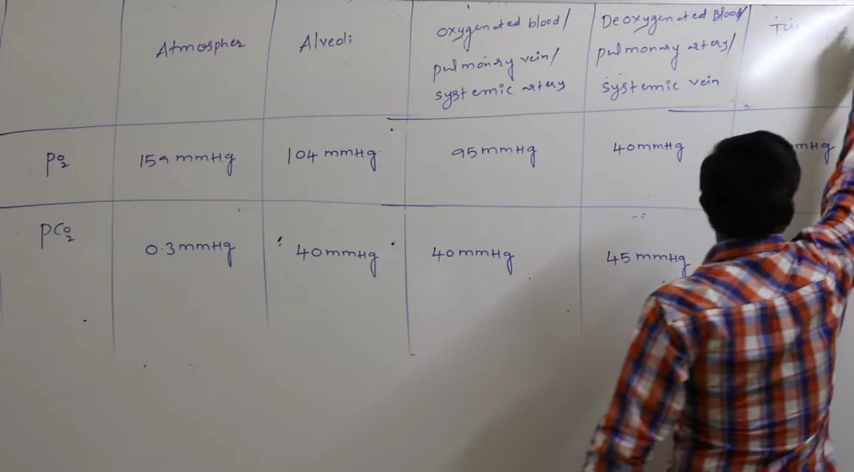 Atmospher
Alveoli
oxygenated blood/
pulmonary vein/
systemic artery
Deoxygenated Blood/
pulmonary artery/
systemic vein
PO2
159 mmHg
104 mmHg
95 mmHg
40 mmHg
mmHg
PCO2
0.3 mmHg
40 mmHg
40 mmHg
45 mmHg